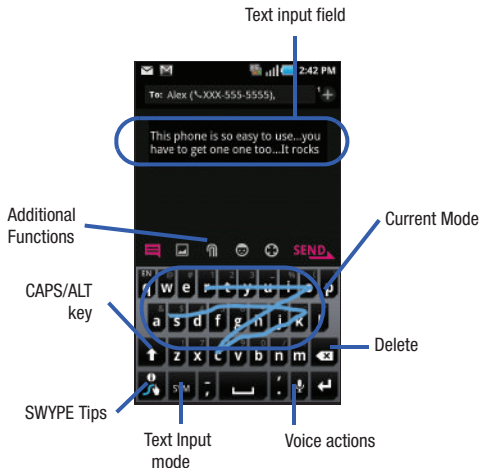 Text input field
2:42 PM
To: Alex (XXX-555-5555),
1 +
This phone is so easy to use...you
have to get one one too...It rocks
Additional
Functions
Current Mode
SEND
EN
q w e r t y u i o p
CAPS/ALT
key
a s d f g h j k l
z x c v b n m
Delete
SYM , ; ' .
SWYPE Tips
Text Input
mode
Voice actions